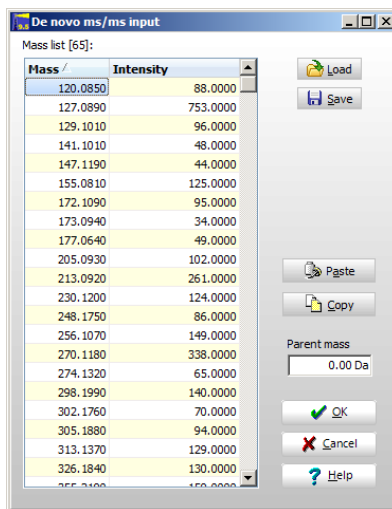 9.5 De novo ms/ms input
Mass list [65]:
Mass Intensity
120.0850 88.0000
127.0890 753.0000
129.1010 96.0000
141.1010 48.0000
147.1190 44.0000
155.0810 125.0000
172.1090 95.0000
173.0940 34.0000
177.0640 49.0000
205.0930 102.0000
213.0920 261.0000
230.1200 124.0000
248.1750 86.0000
256.1070 149.0000
270.1180 338.0000
274.1320 65.0000
298.1990 140.0000
302.1760 70.0000
305.1880 94.0000
313.1370 129.0000
326.1840 130.0000
Load
Save
Paste
Copy
Parent mass
0.00 Da
OK
Cancel
Help